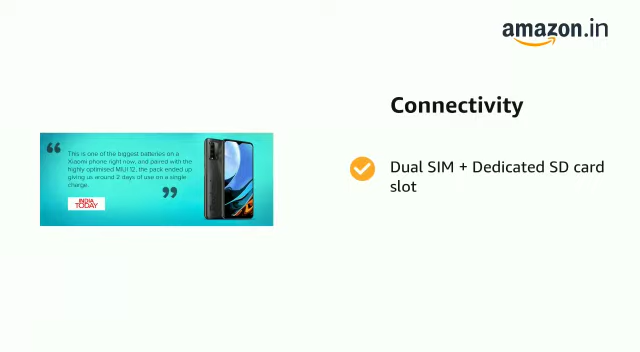 amazon.in
Connectivity
“ This is one of the biggest batteries on a
Xiaomi phone right now, and paired with the
highly optimised MIUI 12, the pack ended up
giving us around 2 days of use on a single
charge. ”
INDIA
TODAY
Dual SIM + Dedicated SD card
slot